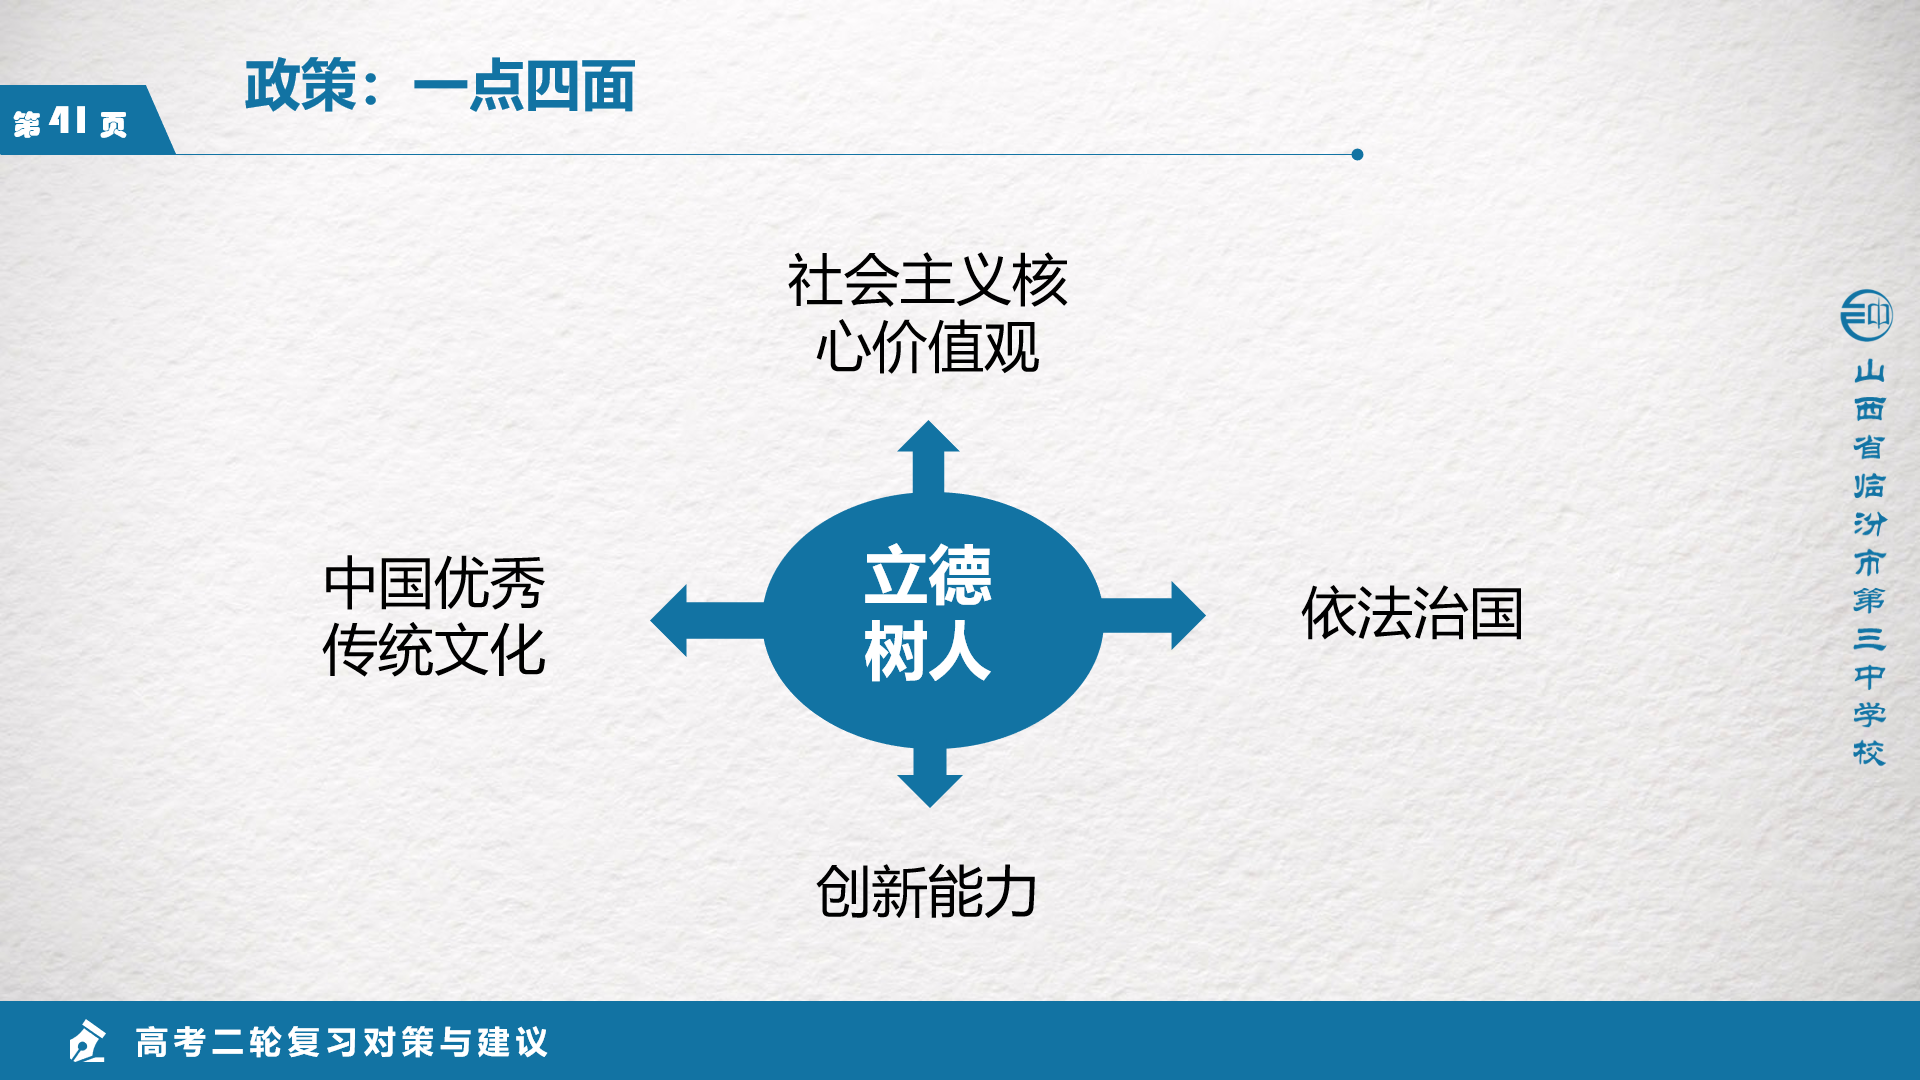 政策：一点四面
第41页
社会主义核
心价值观
中国优秀
传统文化
立德
树人
依法治国
创新能力
三中
山西省临汾市第三中学校
高考二轮复习对策与建议